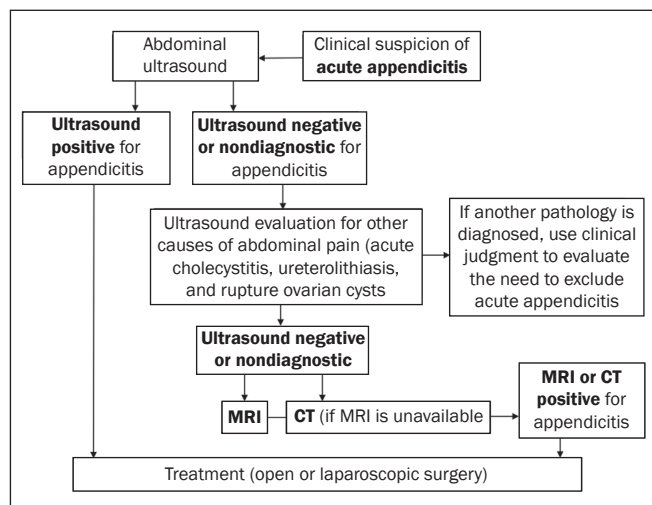 Abdominal
ultrasound
Clinical suspicion of
acute appendicitis
Ultrasound
positive for
appendicitis
Ultrasound negative
or nondiagnostic for
appendicitis
Ultrasound evaluation for other
causes of abdominal pain (acute
cholecystitis, ureterolithiasis,
and rupture ovarian cysts
If another pathology is
diagnosed, use clinical
judgment to evaluate
the need to exclude
acute appendicitis
Ultrasound negative
or nondiagnostic
MRI
CT (if MRI is unavailable
MRI or CT
positive for
appendicitis
Treatment (open or laparoscopic surgery)